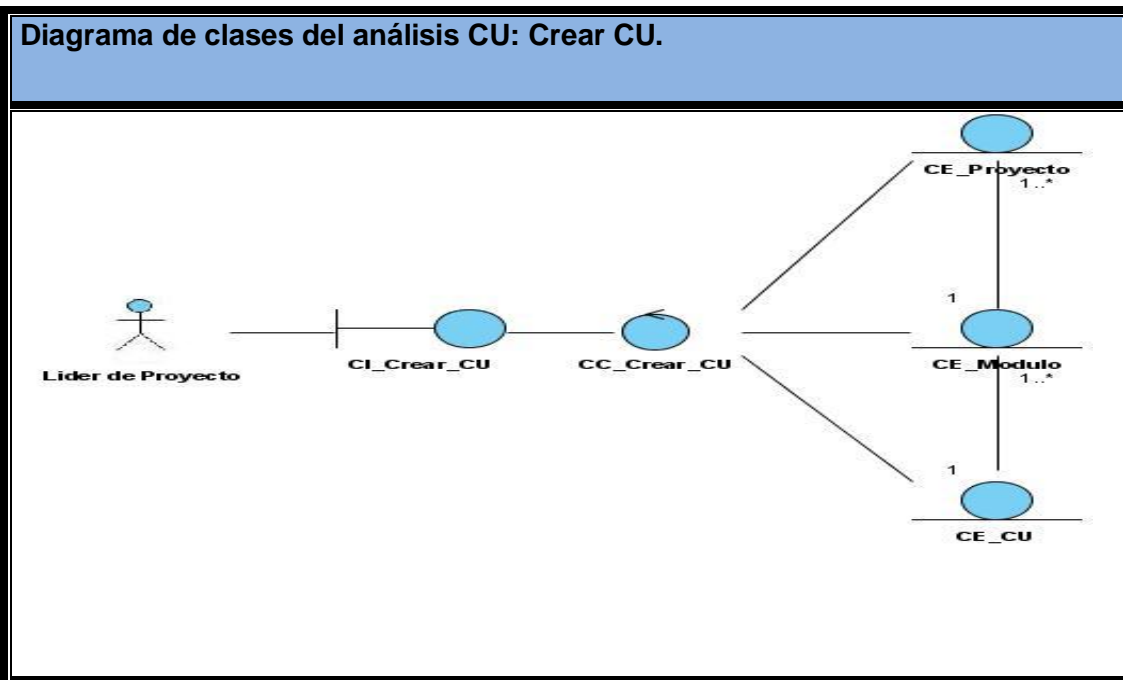 Diagrama de clases del análisis CU: Crear CU.
CE_Proyecto
1..*
1
Lider de Proyecto
CI_Crear_CU
CC_Crear_CU
CE_Modulo
1..*
1
CE_CU